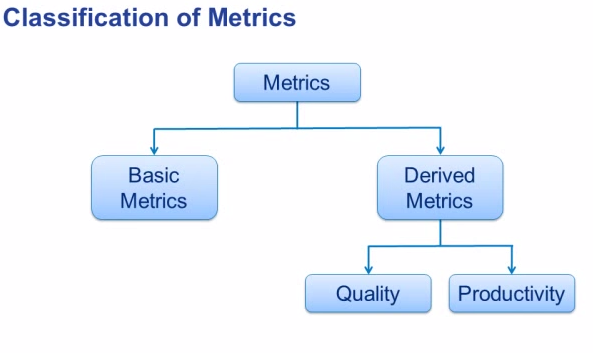 Classification of Metrics
Metrics
Basic
Metrics
Derived
Metrics
Quality
Productivity